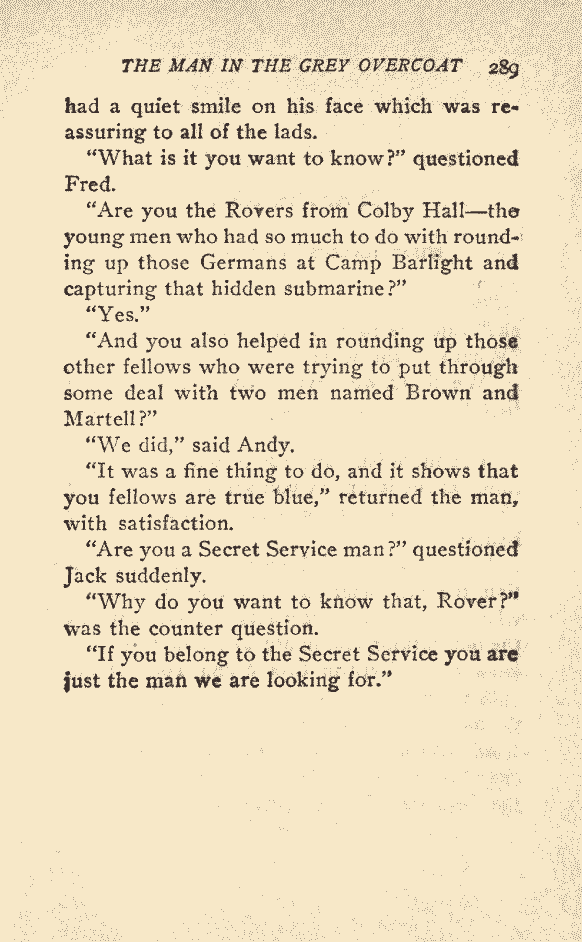 THE MAN IN THE GREY OVERCOAT 289
had a quiet smile on his face which was re-
assuring to all of the lads.
“What is it you want to know?” questioned
Fred.
“Are you the Rovers from Colby Hall—the
young men who had so much to do with round-
ing up those Germans at Camp Barlight and
capturing that hidden submarine?”
“Yes.”
“And you also helped in rounding up those
other fellows who were trying to put through
some deal with two men named Brown and
Martell?”
“We did,” said Andy.
“It was a fine thing to do, and it shows that
you fellows are true blue,” returned the man,
with satisfaction.
“Are you a Secret Service man?” questioned
Jack suddenly.
“Why do you want to know that, Rover?”
was the counter question.
“If you belong to the Secret Service you are
just the man we are looking for.”